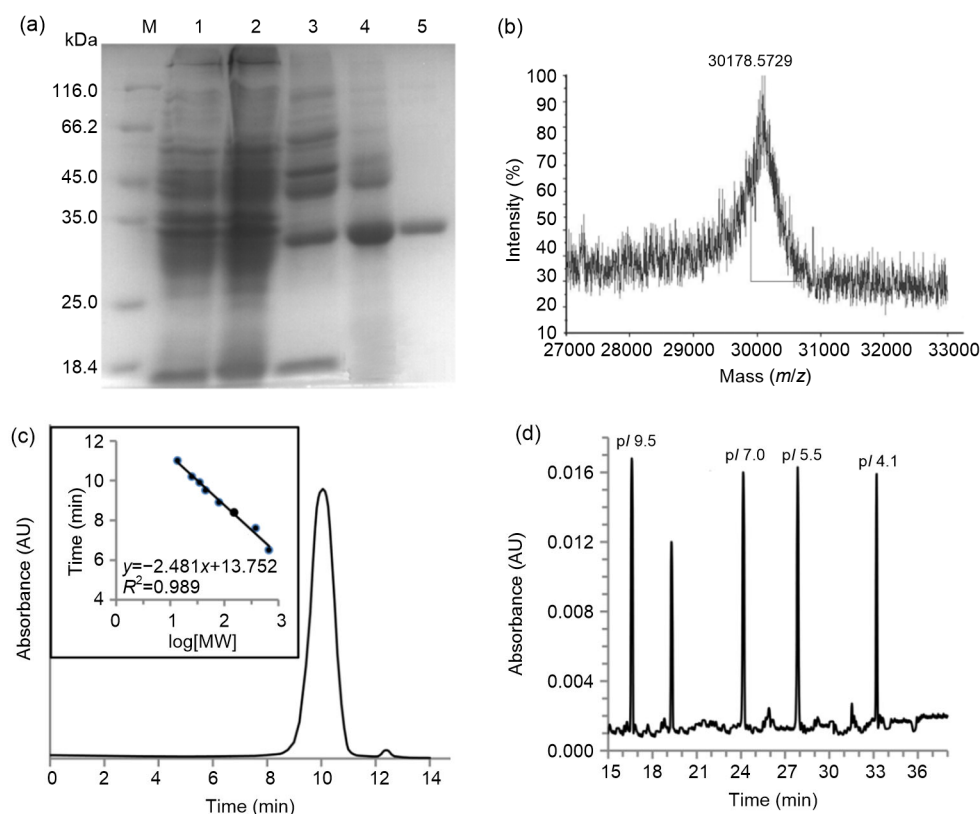 (a)
M 1 2 3 4 5
kDa
116.0
66.2
45.0
35.0
25.0
18.4
(b)
30178.5729
100
90
80
70
60
50
40
30
20
10
Intensity (%)
27000 28000 29000 30000 31000 32000 33000
Mass (m/z)
(c)
12
10
8
6
4
Time (min)
y=−2.481x+13.752
R²=0.989
0 1 2 3
log[MW]
Absorbance (AU)
0 2 4 6 8 10 12 14
Time (min)
(d)
pI 9.5 pI 7.0 pI 5.5 pI 4.1
0.016
0.012
0.008
0.004
0.000
Absorbance (AU)
15 18 21 24 27 30 33 36
Time (min)